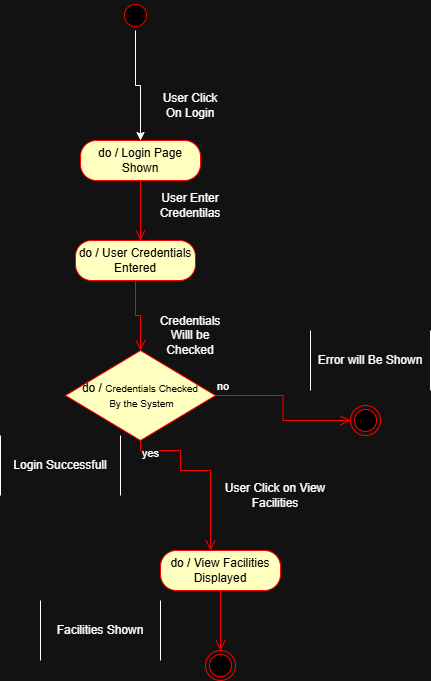 User Click
On Login
do / Login Page
Shown
User Enter
Credentilas
do / User Credentials
Entered
Credentials
Willl be
Checked
Error will Be Shown
do / Credentials Checked
By the System
no
yes
Login Successfull
User Click on View
Facilities
do / View Facilities
Displayed
Facilities Shown